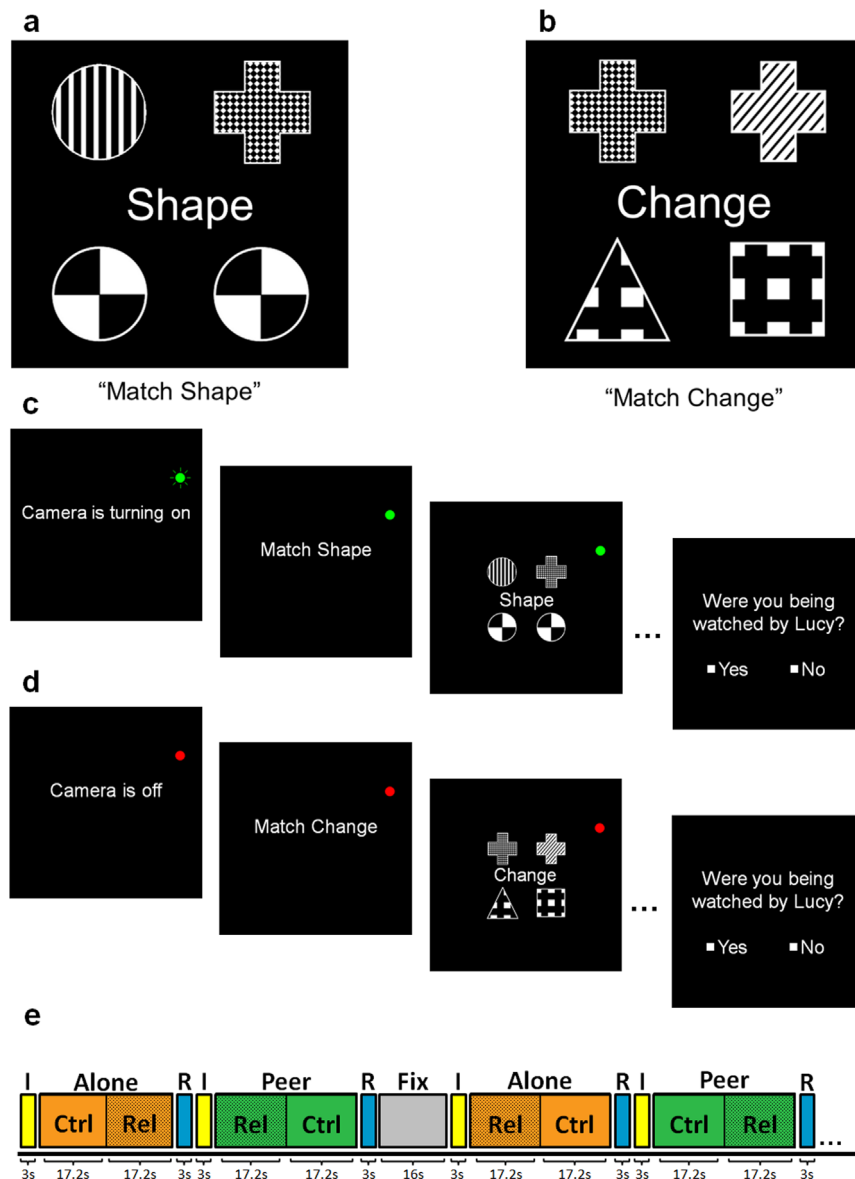 a
b
Shape
Change
“Match Shape”
“Match Change”
c
Camera is turning on
Match Shape
Shape
...
Were you being
watched by Lucy?
Yes No
d
Camera is off
Match Change
Change
...
Were you being
watched by Lucy?
Yes No
e
I Alone R I Peer R Fix I Alone R I Peer R
Ctrl Rel Rel Ctrl Rel Ctrl Ctrl Rel ...
3s 17.2s 17.2s 3s 3s 17.2s 17.2s 3s 16s 3s 17.2s 17.2s 3s 3s 17.2s 17.2s 3s